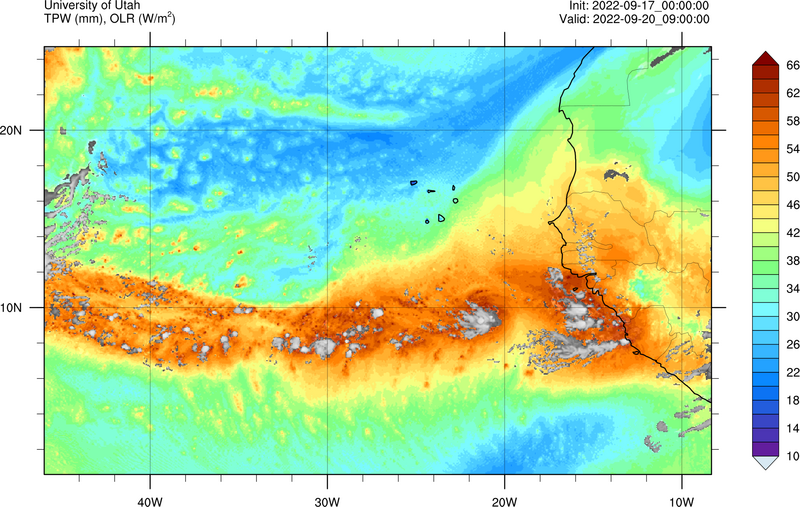 University of Utah
TPW (mm), OLR (W/m²)
Init: 2022-09-17_00:00:00
Valid: 2022-09-20_09:00:00
20N
10N
40W
30W
20W
10W
66
62
58
54
50
46
42
38
34
30
26
22
18
14
10